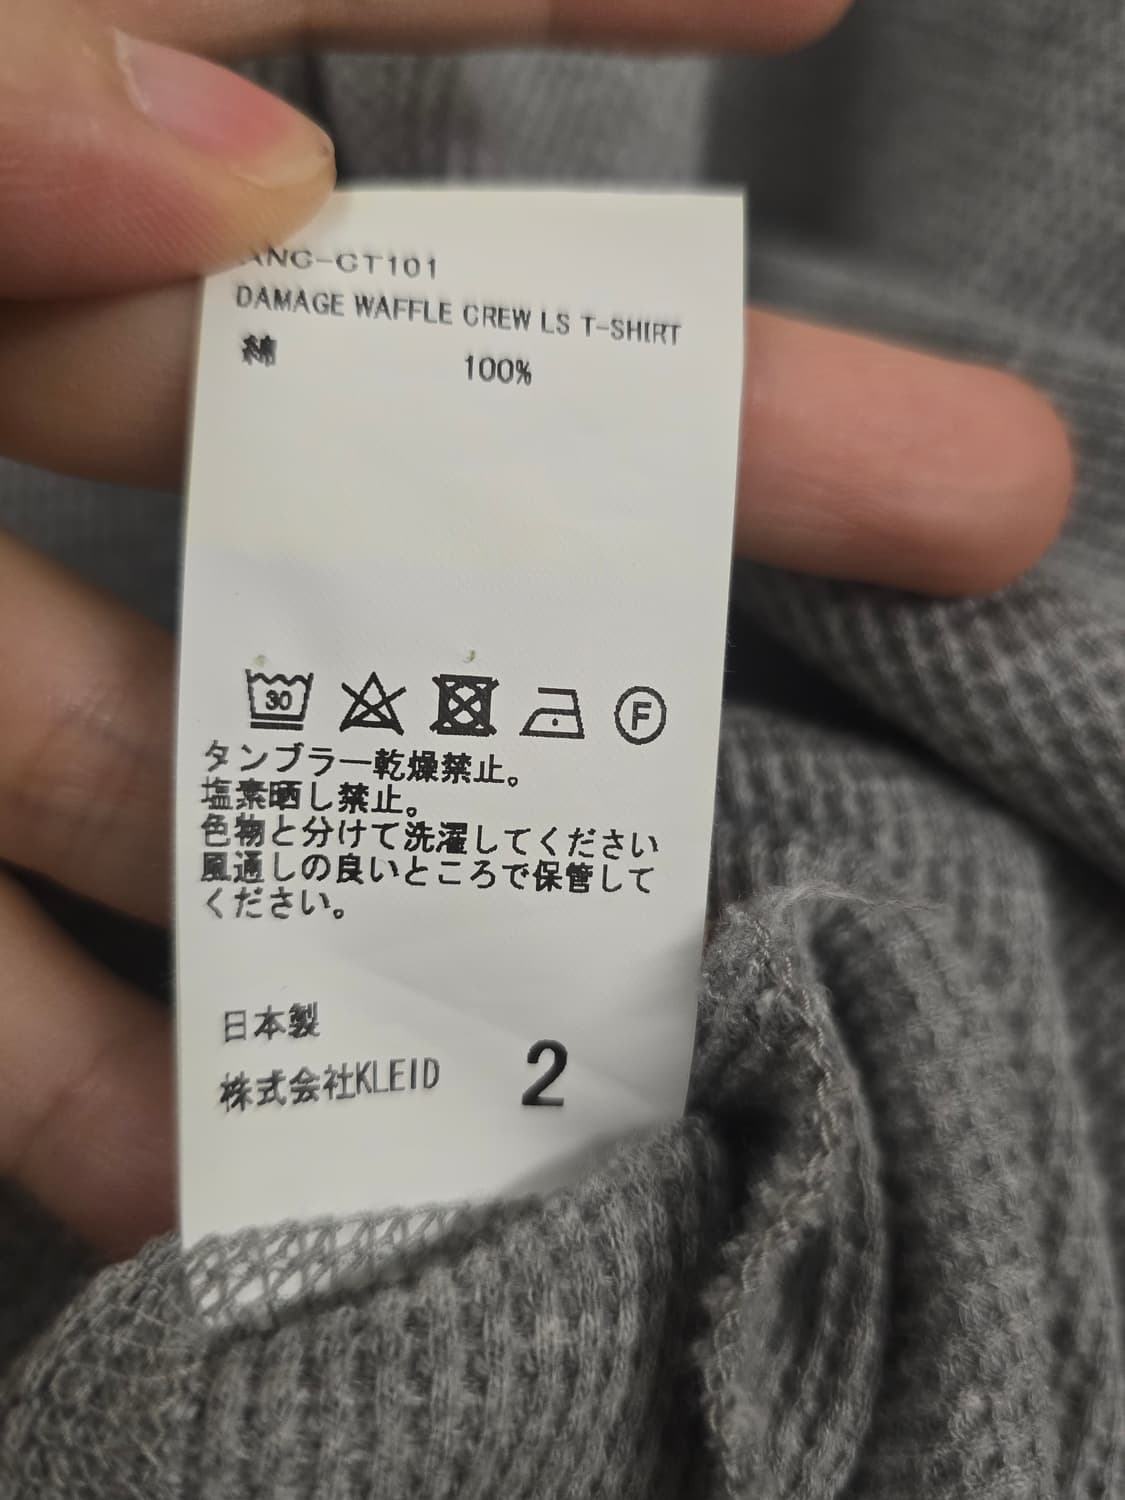 ANC-CT101
DAMAGE WAFFLE CREW LS T-SHIRT
綿 100%
30
F
タンブラー乾燥禁止。
塩素晒し禁止。
色物と分けて洗濯してください
風通しの良いところで保管して
ください。
日本製
株式会社KLEID 2